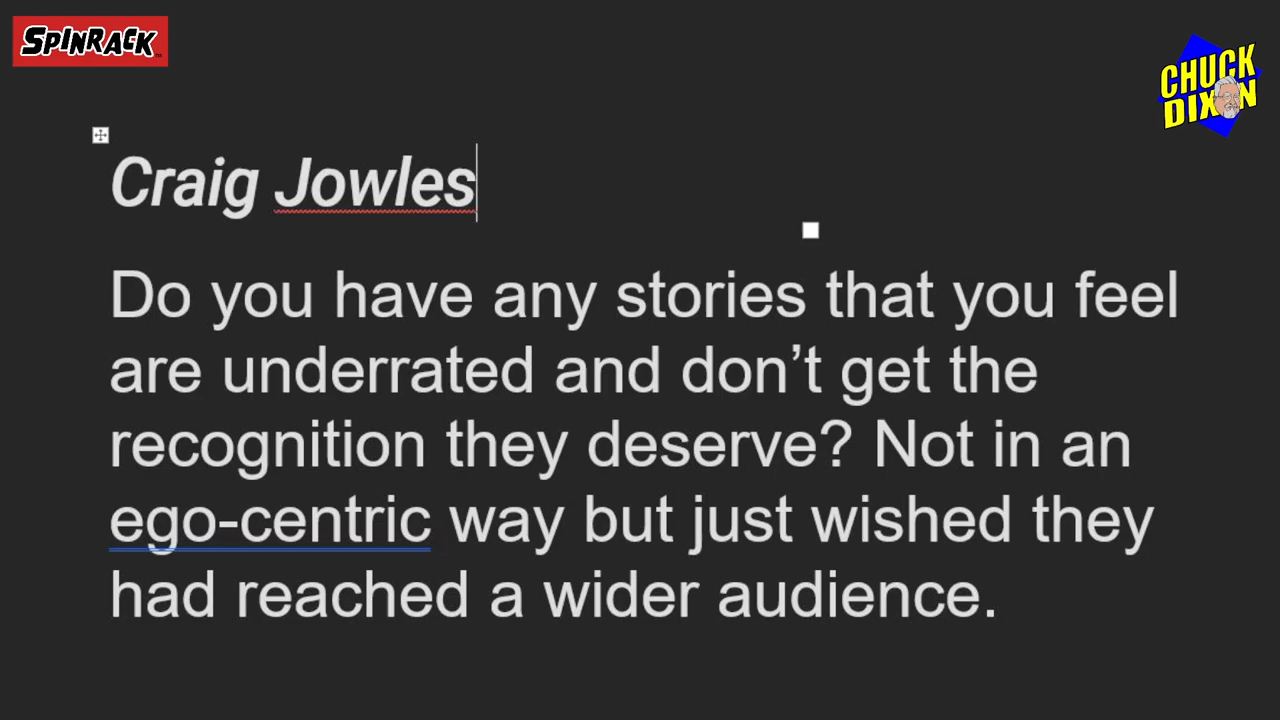 SPINRACK
CHUCK
DIXON
Craig Jowles
Do you have any stories that you feel
are underrated and don’t get the
recognition they deserve? Not in an
ego-centric way but just wished they
had reached a wider audience.